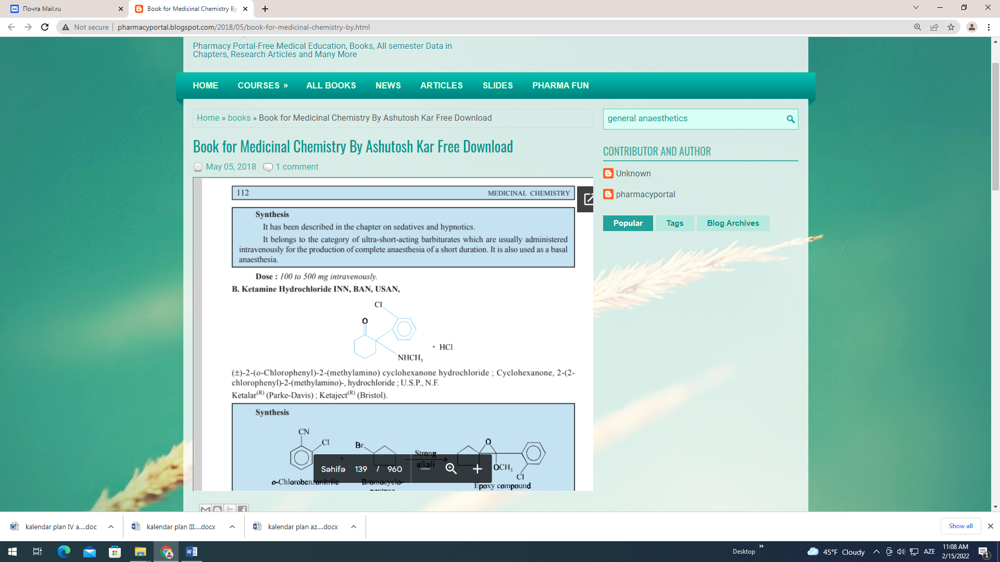 Почта Mail.ru
Book for Medicinal Chemistry By
Not secure
pharmacyportal.blogspot.com/2018/05/book-for-medicinal-chemistry-by.html
Pharmacy Portal-Free Medical Education, Books, All semester Data in
Chapters, Research Articles and Many More
HOME COURSES » ALL BOOKS NEWS ARTICLES SLIDES PHARMA FUN
Home » books » Book for Medicinal Chemistry By Ashutosh Kar Free Download
general anaesthetics
Book for Medicinal Chemistry By Ashutosh Kar Free Download
May 05, 2018 1 comment
CONTRIBUTOR AND AUTHOR
Unknown
pharmacyportal
Popular Tags Blog Archives
112 MEDICINAL CHEMISTRY
Synthesis
It has been described in the chapter on sedatives and hypnotics.
It belongs to the category of ultra-short-acting barbiturates which are usually administered
intravenously for the production of complete anaesthesia of a short duration. It is also used as a basal
anaesthesia.
Dose : 100 to 500 mg intravenously.
B. Ketamine Hydrochloride INN, BAN, USAN,
Cl
O
· HCl
NHCH₃
(±)-2-(o-Chlorophenyl)-2-(methylamino) cyclohexanone hydrochloride ; Cyclohexanone, 2-(2-
chlorophenyl)-2-(methylamino)-, hydrochloride ; U.S.P., N.F.
Ketalar(R) (Parke-Davis) ; Ketaject(R) (Bristol).
Synthesis
CN
Cl
Br
+
Strong
alkali
O
OCH₃
Cl
o-Chlorobenzonitrile
Bromocyclo-
pentane
Epoxy compound
Səhifə 139 / 960
kalendar plan IV a....doc
kalendar plan III....docx
kalendar plan az....docx
Show all
Desktop
45°F Cloudy
AZE
11:08 AM
2/15/2022
1